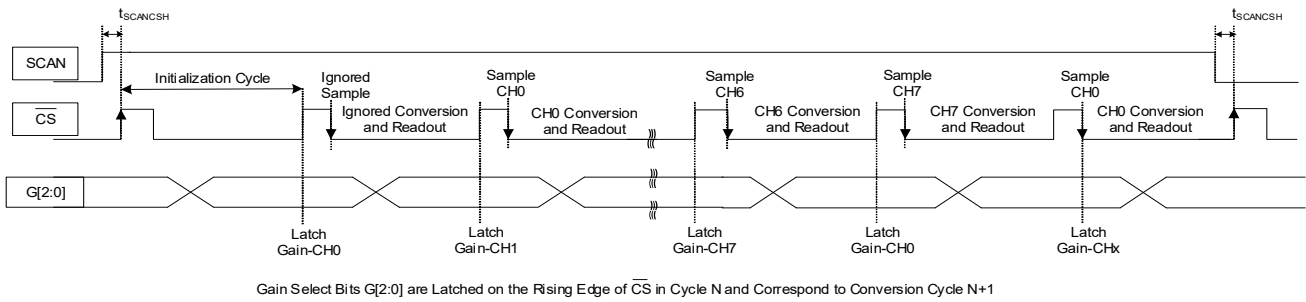 tSCANCSH
tSCANCSH
SCAN
Initialization Cycle
Ignored
Sample
Sample
CH0
Sample
CH6
Sample
CH7
Sample
CH0
CS
Ignored Conversion
and Readout
CH0 Conversion
and Readout
CH6 Conversion
and Readout
CH7 Conversion
and Readout
CH0 Conversion
and Readout
G[2:0]
Latch
Gain-CH0
Latch
Gain-CH1
Latch
Gain-CH7
Latch
Gain-CH0
Latch
Gain-CHx
Gain Select Bits G[2:0] are Latched on the Rising Edge of CS in Cycle N and Correspond to Conversion Cycle N+1